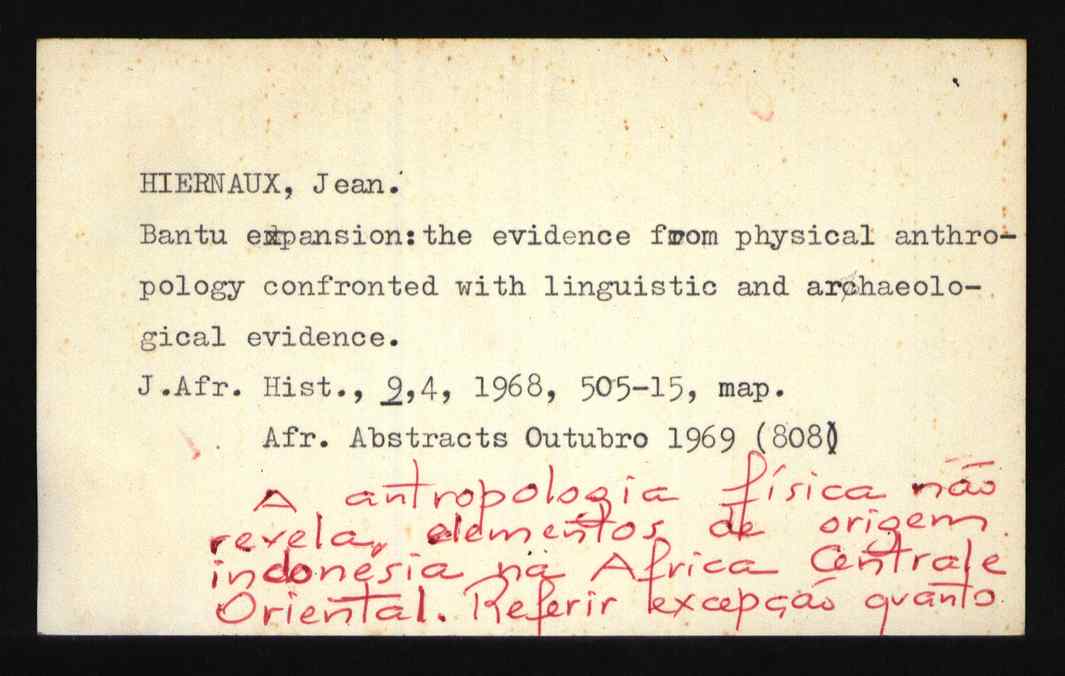 HIERNAUX, Jean.
Bantu expansion:the evidence from physical anthro-
pology confronted with linguistic and archaeolo-
gical evidence.
J.Afr. Hist., 9,4, 1968, 505-15, map.
Afr. Abstracts Outubro 1969 (808)
A antropologia física não
revela, elementos de origem
indonésia na Africa Central e
Oriental. Referir excepção quanto